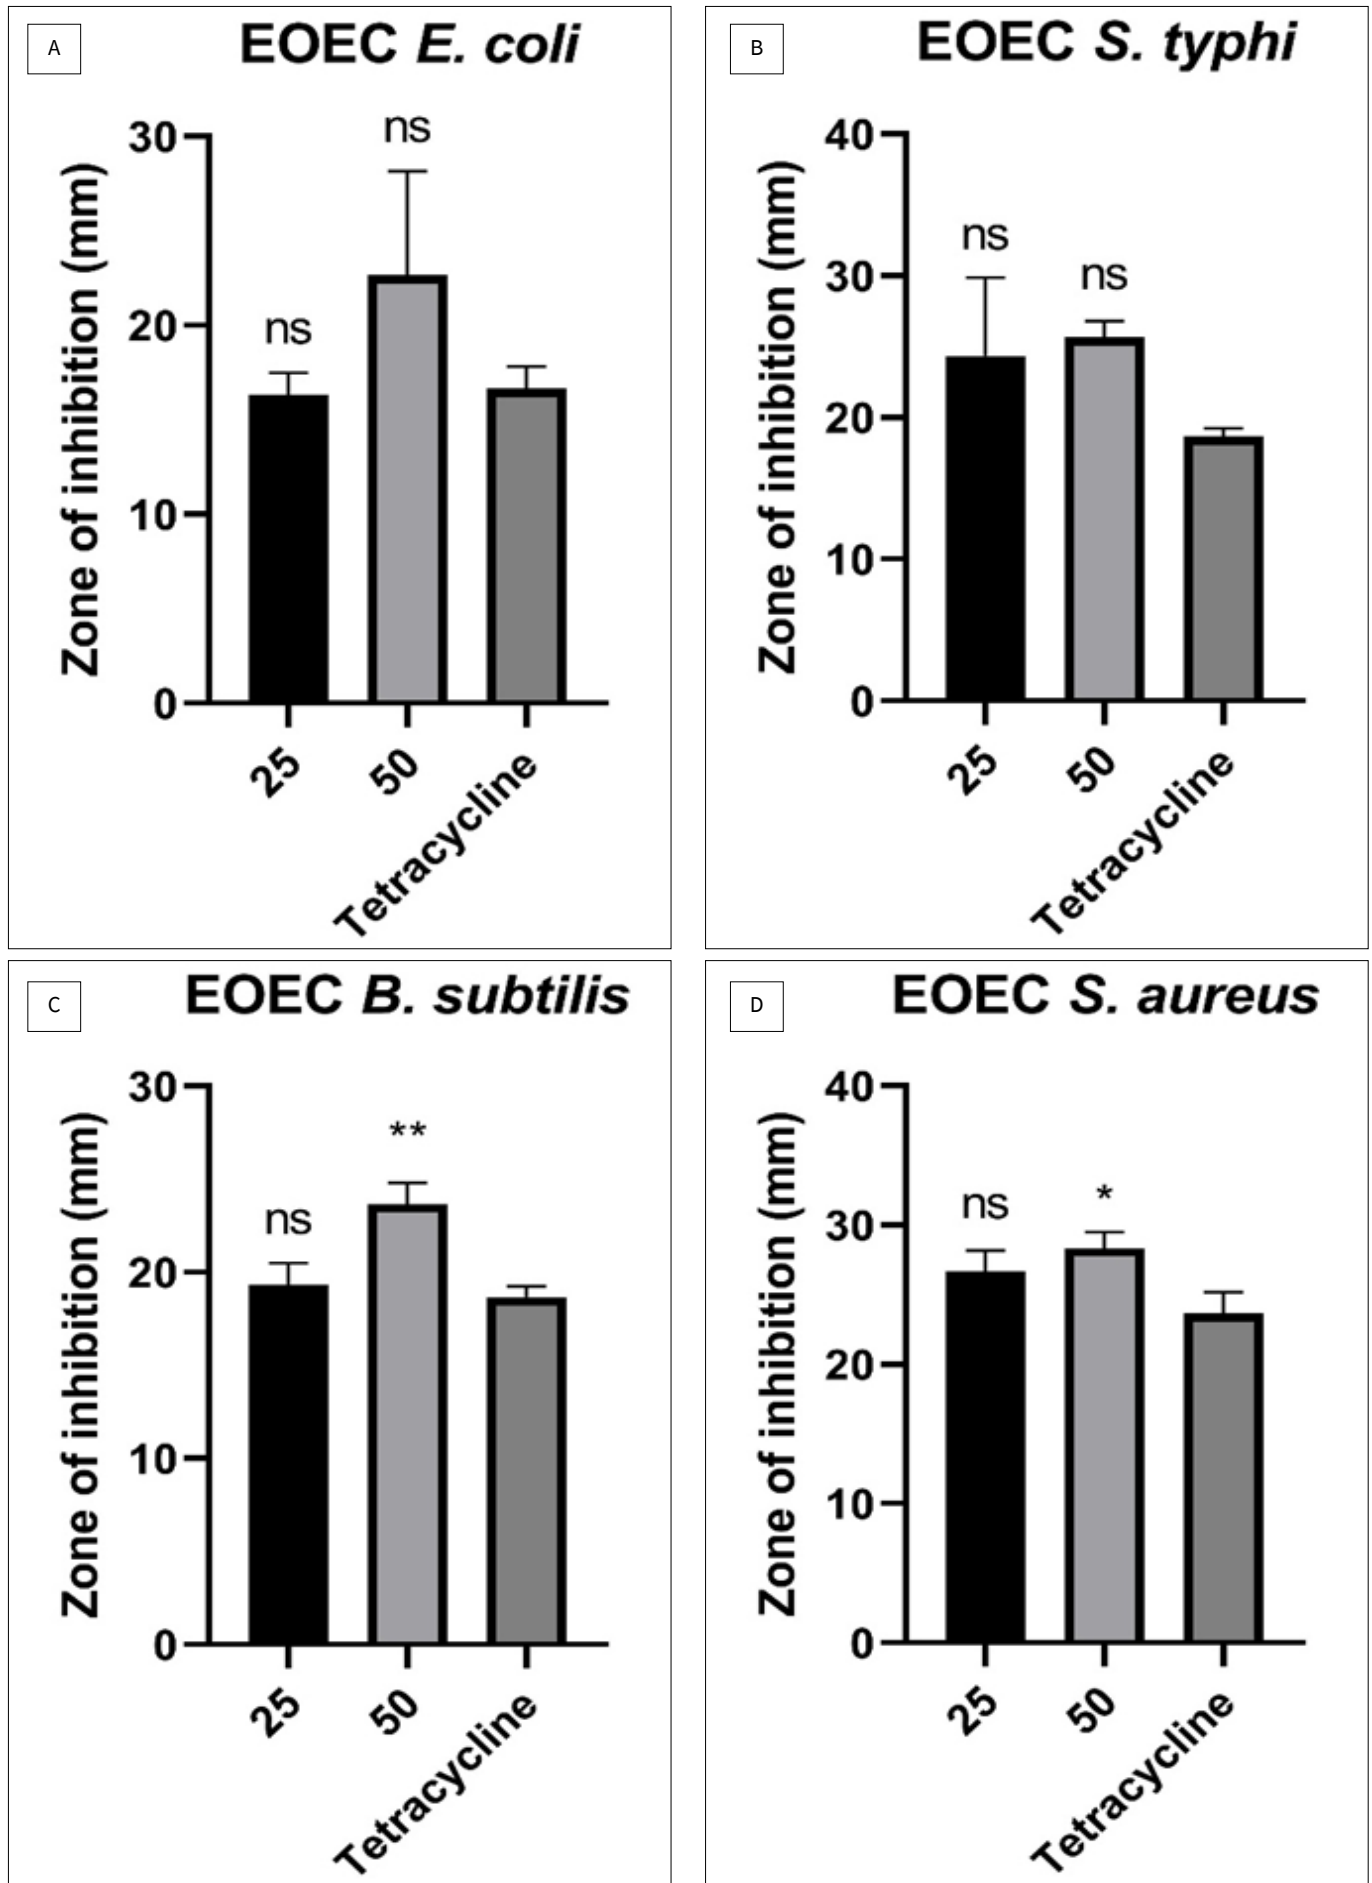 A
EOEC E. coli
Zone of inhibition (mm)
30
20
10
0
ns
ns
25
50
Tetracycline
B
EOEC S. typhi
Zone of inhibition (mm)
40
30
20
10
0
ns
ns
25
50
Tetracycline
C
EOEC B. subtilis
Zone of inhibition (mm)
30
20
10
0
ns
**
25
50
Tetracycline
D
EOEC S. aureus
Zone of inhibition (mm)
40
30
20
10
0
ns
*
25
50
Tetracycline